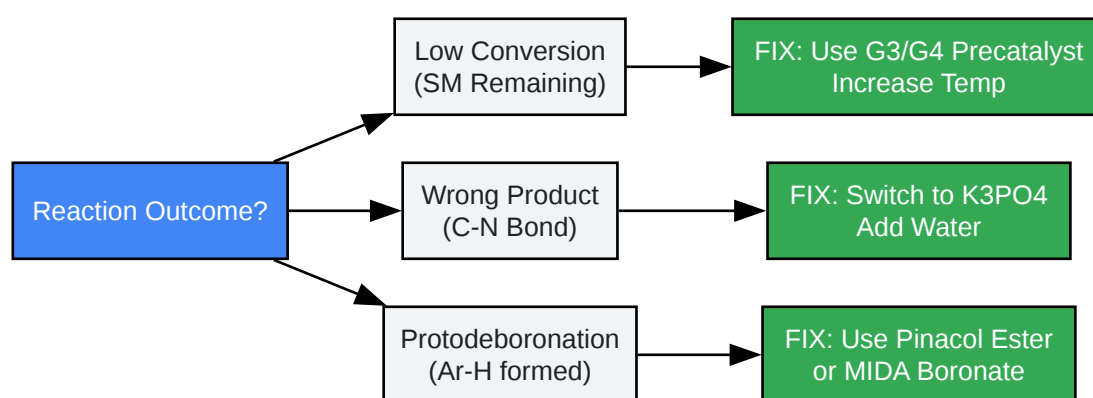 Low Conversion
(SM Remaining)
FIX: Use G3/G4 Precatalyst
Increase Temp
Reaction Outcome?
Wrong Product
(C-N Bond)
FIX: Switch to K3PO4
Add Water
Protodeboronation
(Ar-H formed)
FIX: Use Pinacol Ester
or MIDA Boronate